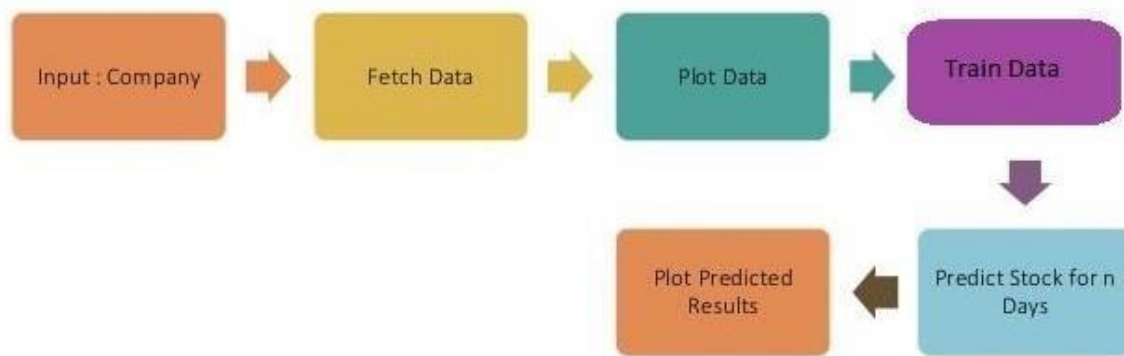 Input : Company
Fetch Data
Plot Data
Train Data
Predict Stock for n
Days
Plot Predicted
Results